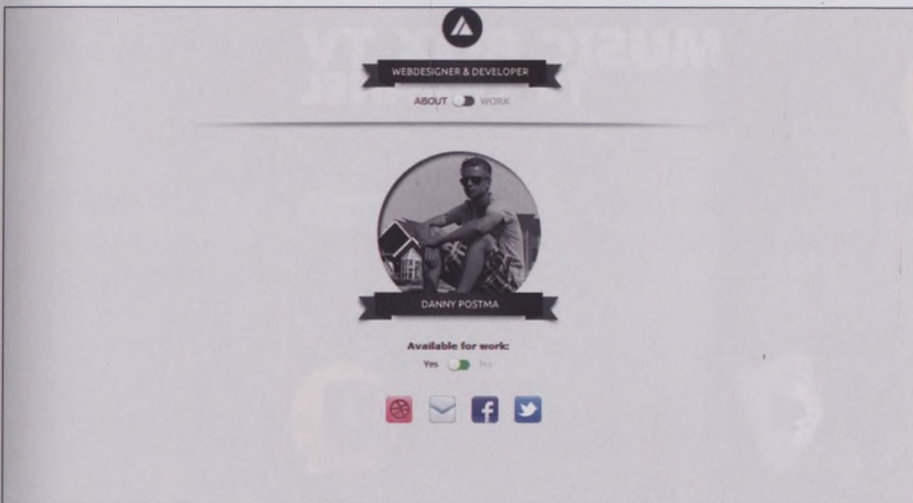 WEBDESIGNER & DEVELOPER
ABOUT WORK
DANNY POSTMA
Available for work:
Yes No